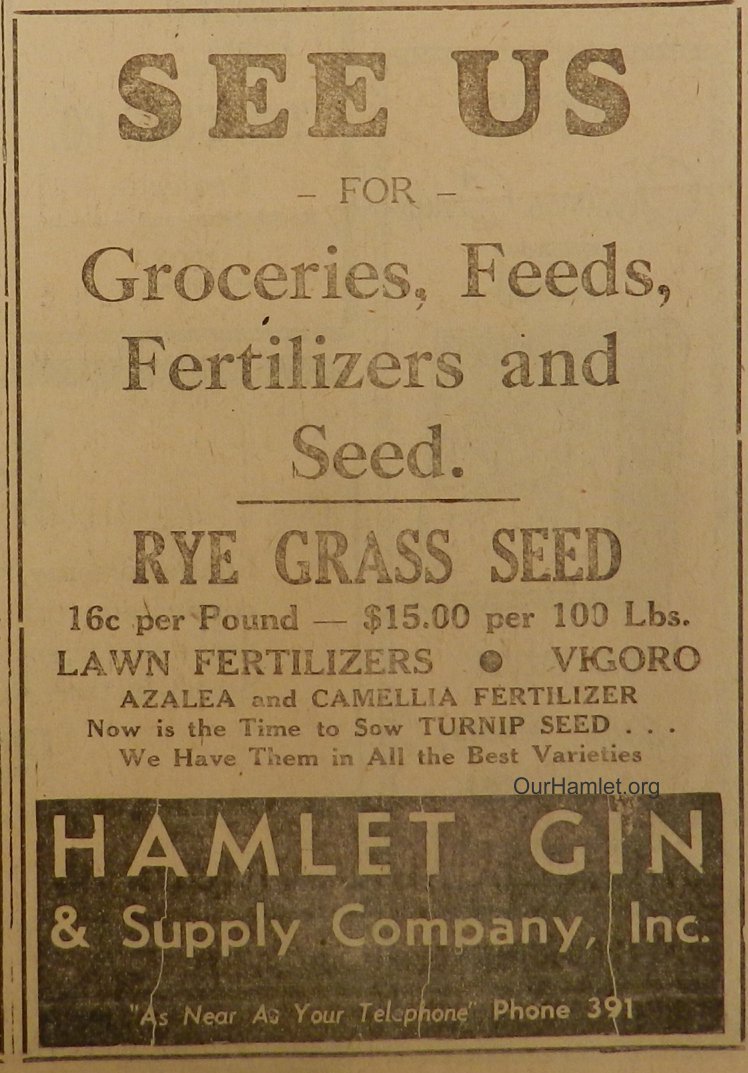 SEE US
- FOR -
Groceries, Feeds,
Fertilizers and
Seed.
RYE GRASS SEED
16c per Pound — $15.00 per 100 Lbs.
LAWN FERTILIZERS ● VIGORO
AZALEA and CAMELLIA FERTILIZER
Now is the Time to Sow TURNIP SEED . . .
We Have Them in All the Best Varieties
OurHamlet.org
HAMLET GIN
& Supply Company, Inc.
"As Near As Your Telephone" Phone 391